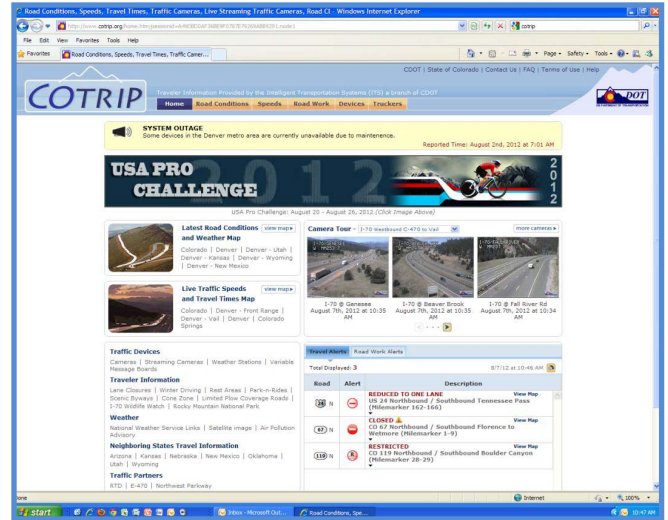 Road Conditions, Speeds, Travel Times, Traffic Cameras, Live Streaming Traffic Cameras, Road CI - Windows Internet Explorer
cotrip
File Edit View Favorites Tools Help
Favorites
Road Conditions, Speeds, Travel Times, Traffic Camer...
Page
Safety
Tools
CDOT | State of Colorado | Contact Us | FAQ | Terms of Use | Help
COTRIP
Traveler Information Provided by the Intelligent Transportation Systems (ITS) a branch of CDOT
DOT
Home Road Conditions Speeds Road Work Devices Truckers
SYSTEM OUTAGE
Some devices in the Denver metro area are currently unavailable due to maintenence.
Reported Time: August 2nd, 2012 at 7:01 AM
USA PRO
CHALLENGE
2012
2012
USA Pro Challenge: August 20 - August 26, 2012 (Click Image Above)
Latest Road Conditions
and Weather Map
view map
Colorado | Denver | Denver - Utah |
Denver - Kansas | Denver - Wyoming
| Denver - New Mexico
Live Traffic Speeds
and Travel Times Map
view map
Colorado | Denver - Front Range |
Denver - Vail | Denver | Colorado
Springs
Camera Tour - I-70 Westbound C-470 to Vail
more cameras
I-70 @ Genesee
August 7th, 2012 at 10:35
AM
I-70 @ Beaver Brook
August 7th, 2012 at 10:35
AM
I-70 @ Fall River Rd
August 7th, 2012 at 10:34
AM
Traffic Devices
Cameras | Streaming Cameras | Weather Stations | Variable
Message Boards
Traveler Information
Lane Closures | Winter Driving | Rest Areas | Park-n-Rides |
Scenic Byways | Cone Zone | Limited Flow Coverage Roads |
I-70 Wildlife Watch | Rocky Mountain National Park
Weather
National Weather Service Links | Satellite image | Air Pollution
Advisory
Neighboring States Travel Information
Arizona | Kansas | Nebraska | New Mexico | Oklahoma |
Utah | Wyoming
Traffic Partners
RTD | E-470 | Northwest Parkway
Travel Alerts Road Work Alerts
Total Displayed: 3
8/7/12 at 10:46 AM
Road Alert Description
N
REDUCED TO ONE LANE View Map
US 24 Northbound / Southbound Tennessee Pass
(Milemarker 162-166)
67 N
CLOSED View Map
CO 67 Northbound / Southbound Florence to
Wetmore (Milemarker 1-9)
119 N
R
RESTRICTED View Map
CO 119 Northbound / Southbound Boulder Canyon
(Milemarker 28-29)
Internet
100%
start
Inbox - Microsoft Out...
Road Conditions, Spe...
10:47 AM